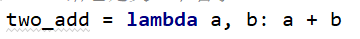 two_add = lambda a, b: a + b